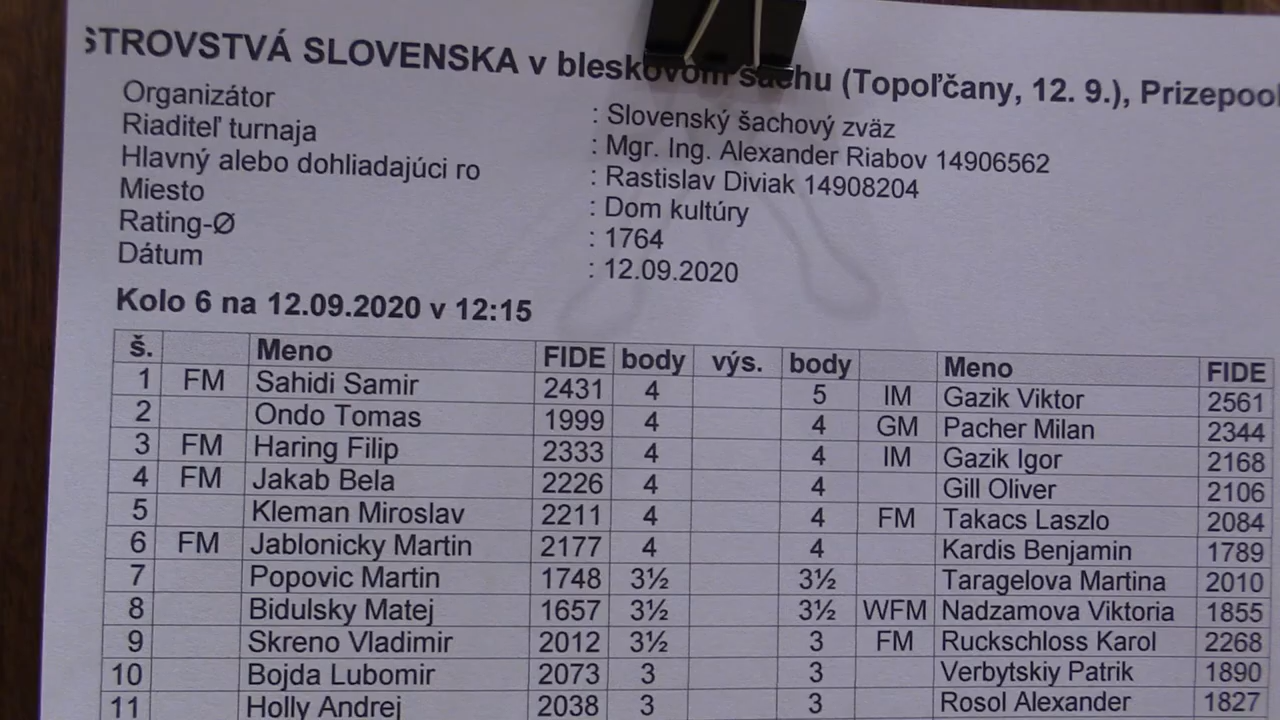 STROVSTVÁ SLOVENSKA v bleskovom šachu (Topoľčany, 12. 9.), Prizepool
Organizátor : Slovenský šachový zväz
Riaditeľ turnaja : Mgr. Ing. Alexander Riabov 14906562
Hlavný alebo dohliadajúci ro : Rastislav Diviak 14908204
Miesto : Dom kultúry
Rating-Ø : 1764
Dátum : 12.09.2020
Kolo 6 na 12.09.2020 v 12:15
š. Meno FIDE body výs. body Meno FIDE
1 FM Sahidi Samir 2431 4 5 IM Gazik Viktor 2561
2 Ondo Tomas 1999 4 4 GM Pacher Milan 2344
3 FM Haring Filip 2333 4 4 IM Gazik Igor 2168
4 FM Jakab Bela 2226 4 4 Gill Oliver 2106
5 Kleman Miroslav 2211 4 4 FM Takacs Laszlo 2084
6 FM Jablonicky Martin 2177 4 4 Kardis Benjamin 1789
7 Popovic Martin 1748 3½ 3½ Taragelova Martina 2010
8 Bidulsky Matej 1657 3½ 3½ WFM Nadzamova Viktoria 1855
9 Skreno Vladimir 2012 3½ 3 FM Ruckschloss Karol 2268
10 Bojda Lubomir 2073 3 3 Verbytskiy Patrik 1890
11 Holly Andrej 2038 3 3 Rosol Alexander 1827